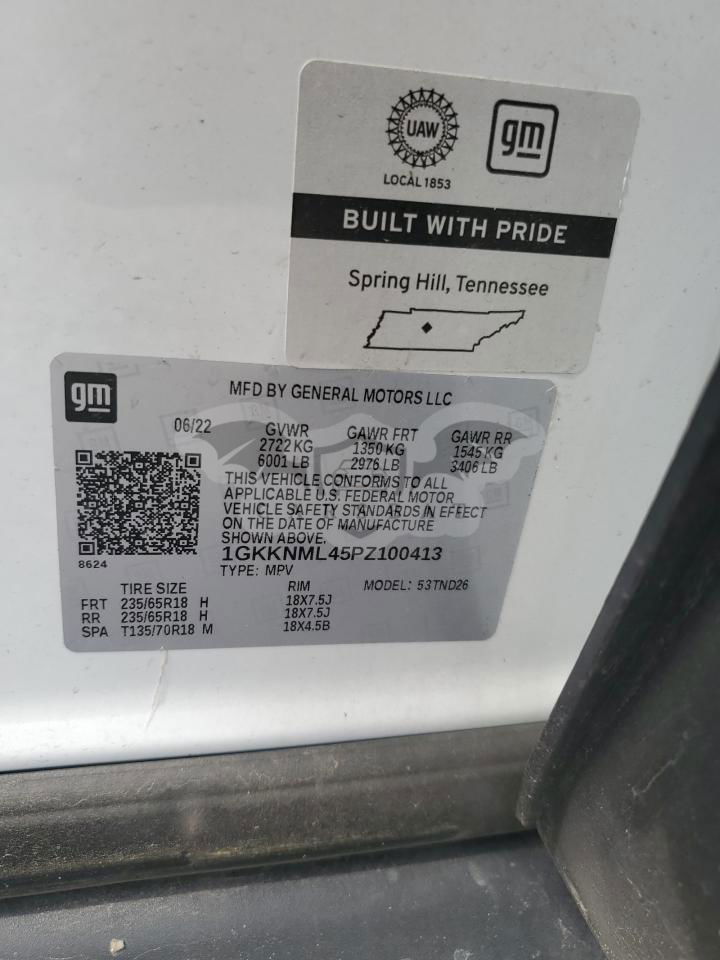 UAW
gm
LOCAL 1853
BUILT WITH PRIDE
Spring Hill, Tennessee
gm
MFD BY GENERAL MOTORS LLC
06/22 GVWR GAWR FRT GAWR RR
2722 KG 1350 KG 1545 KG
6001 LB 2976 LB 3406 LB
THIS VEHICLE CONFORMS TO ALL
APPLICABLE U.S. FEDERAL MOTOR
VEHICLE SAFETY STANDARDS IN EFFECT
ON THE DATE OF MANUFACTURE
SHOWN ABOVE.
1GKKNML45PZ100413
8624
TYPE: MPV MODEL: 53TND26
TIRE SIZE RIM
FRT 235/65R18 H 18X7.5J
RR 235/65R18 H 18X7.5J
SPA T135/70R18 M 18X4.5B